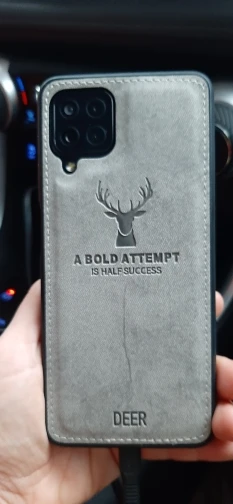 A BOLD ATTEMPT
IS HALF SUCCESS
DEER